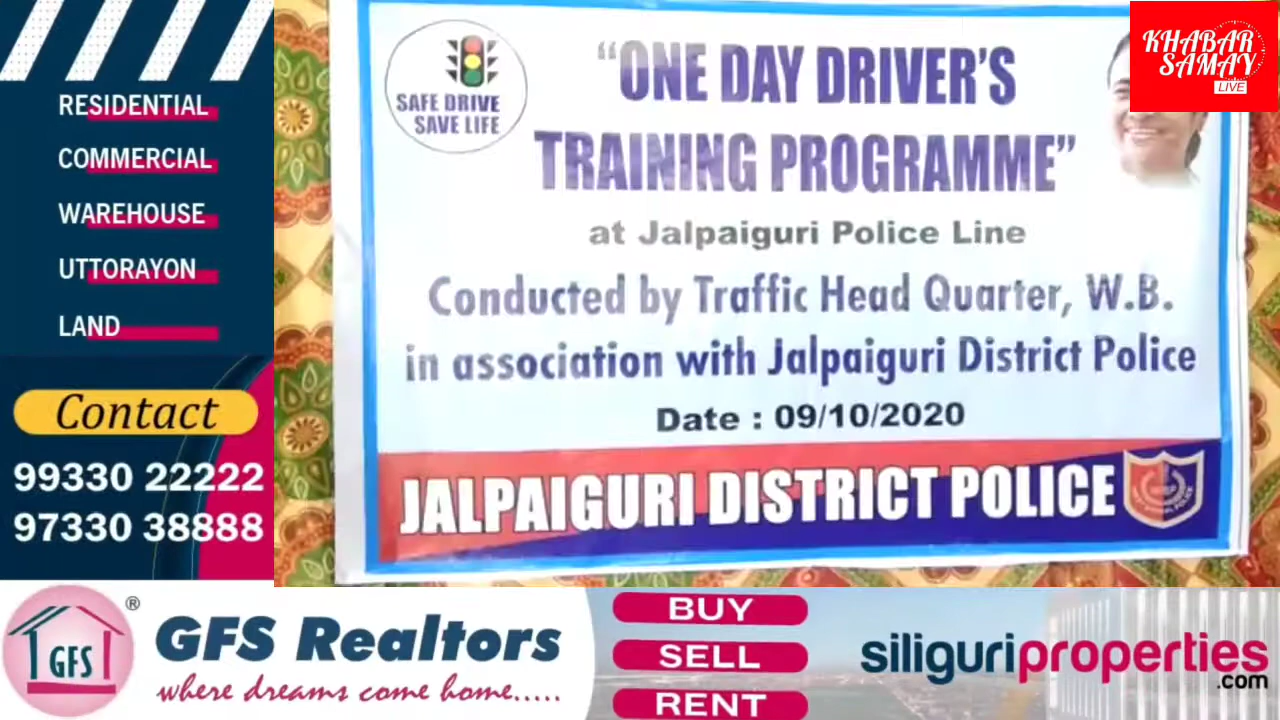 KHABAR
SAMAY
LIVE
RESIDENTIAL
COMMERCIAL
WAREHOUSE
UTTORAYON
LAND
Contact
99330 22222
97330 38888
SAFE DRIVE
SAVE LIFE
“ONE DAY DRIVER’S
TRAINING PROGRAMME”
at Jalpaiguri Police Line
Conducted by Traffic Head Quarter, W.B.
in association with Jalpaiguri District Police
Date : 09/10/2020
JALPAIGURI DISTRICT POLICE
GFS
®
GFS Realtors
where dreams come home.....
BUY
SELL
RENT
siliguriproperties
.com